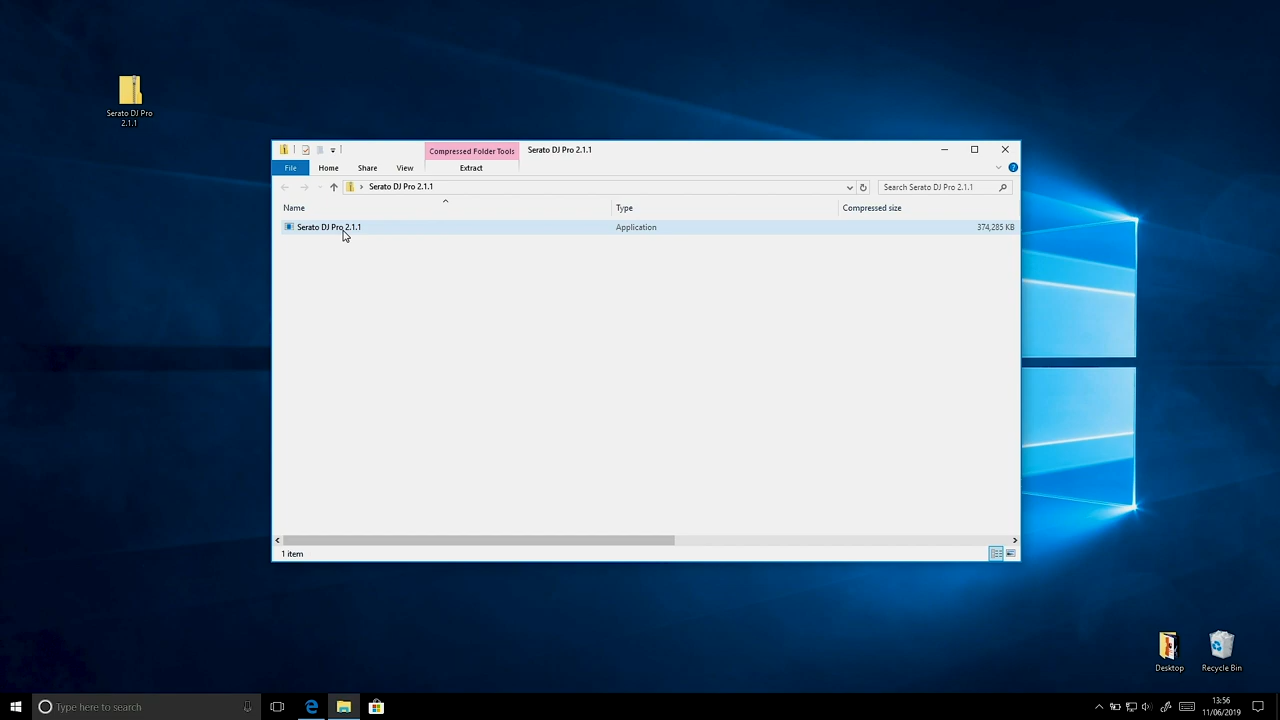 Serato DJ Pro
2.1.1
Compressed Folder Tools
Serato DJ Pro 2.1.1
File
Home
Share
View
Extract
Serato DJ Pro 2.1.1
Search Serato DJ Pro 2.1.1
Name
Type
Compressed size
Serato DJ Pro 2.1.1
Application
374,285 KB
1 item
Desktop
Recycle Bin
Type here to search
13:56
11/06/2019